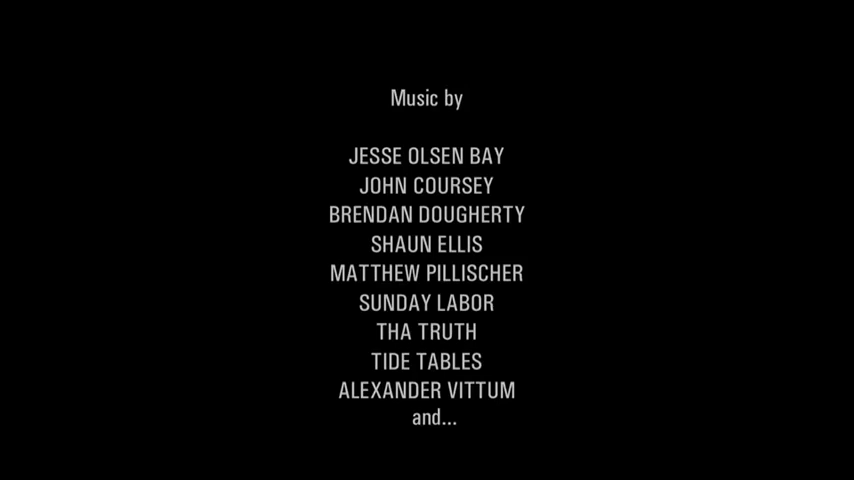 Music by
JESSE OLSEN BAY
JOHN COURSEY
BRENDAN DOUGHERTY
SHAUN ELLIS
MATTHEW PILLISCHER
SUNDAY LABOR
THA TRUTH
TIDE TABLES
ALEXANDER VITTUM
and...